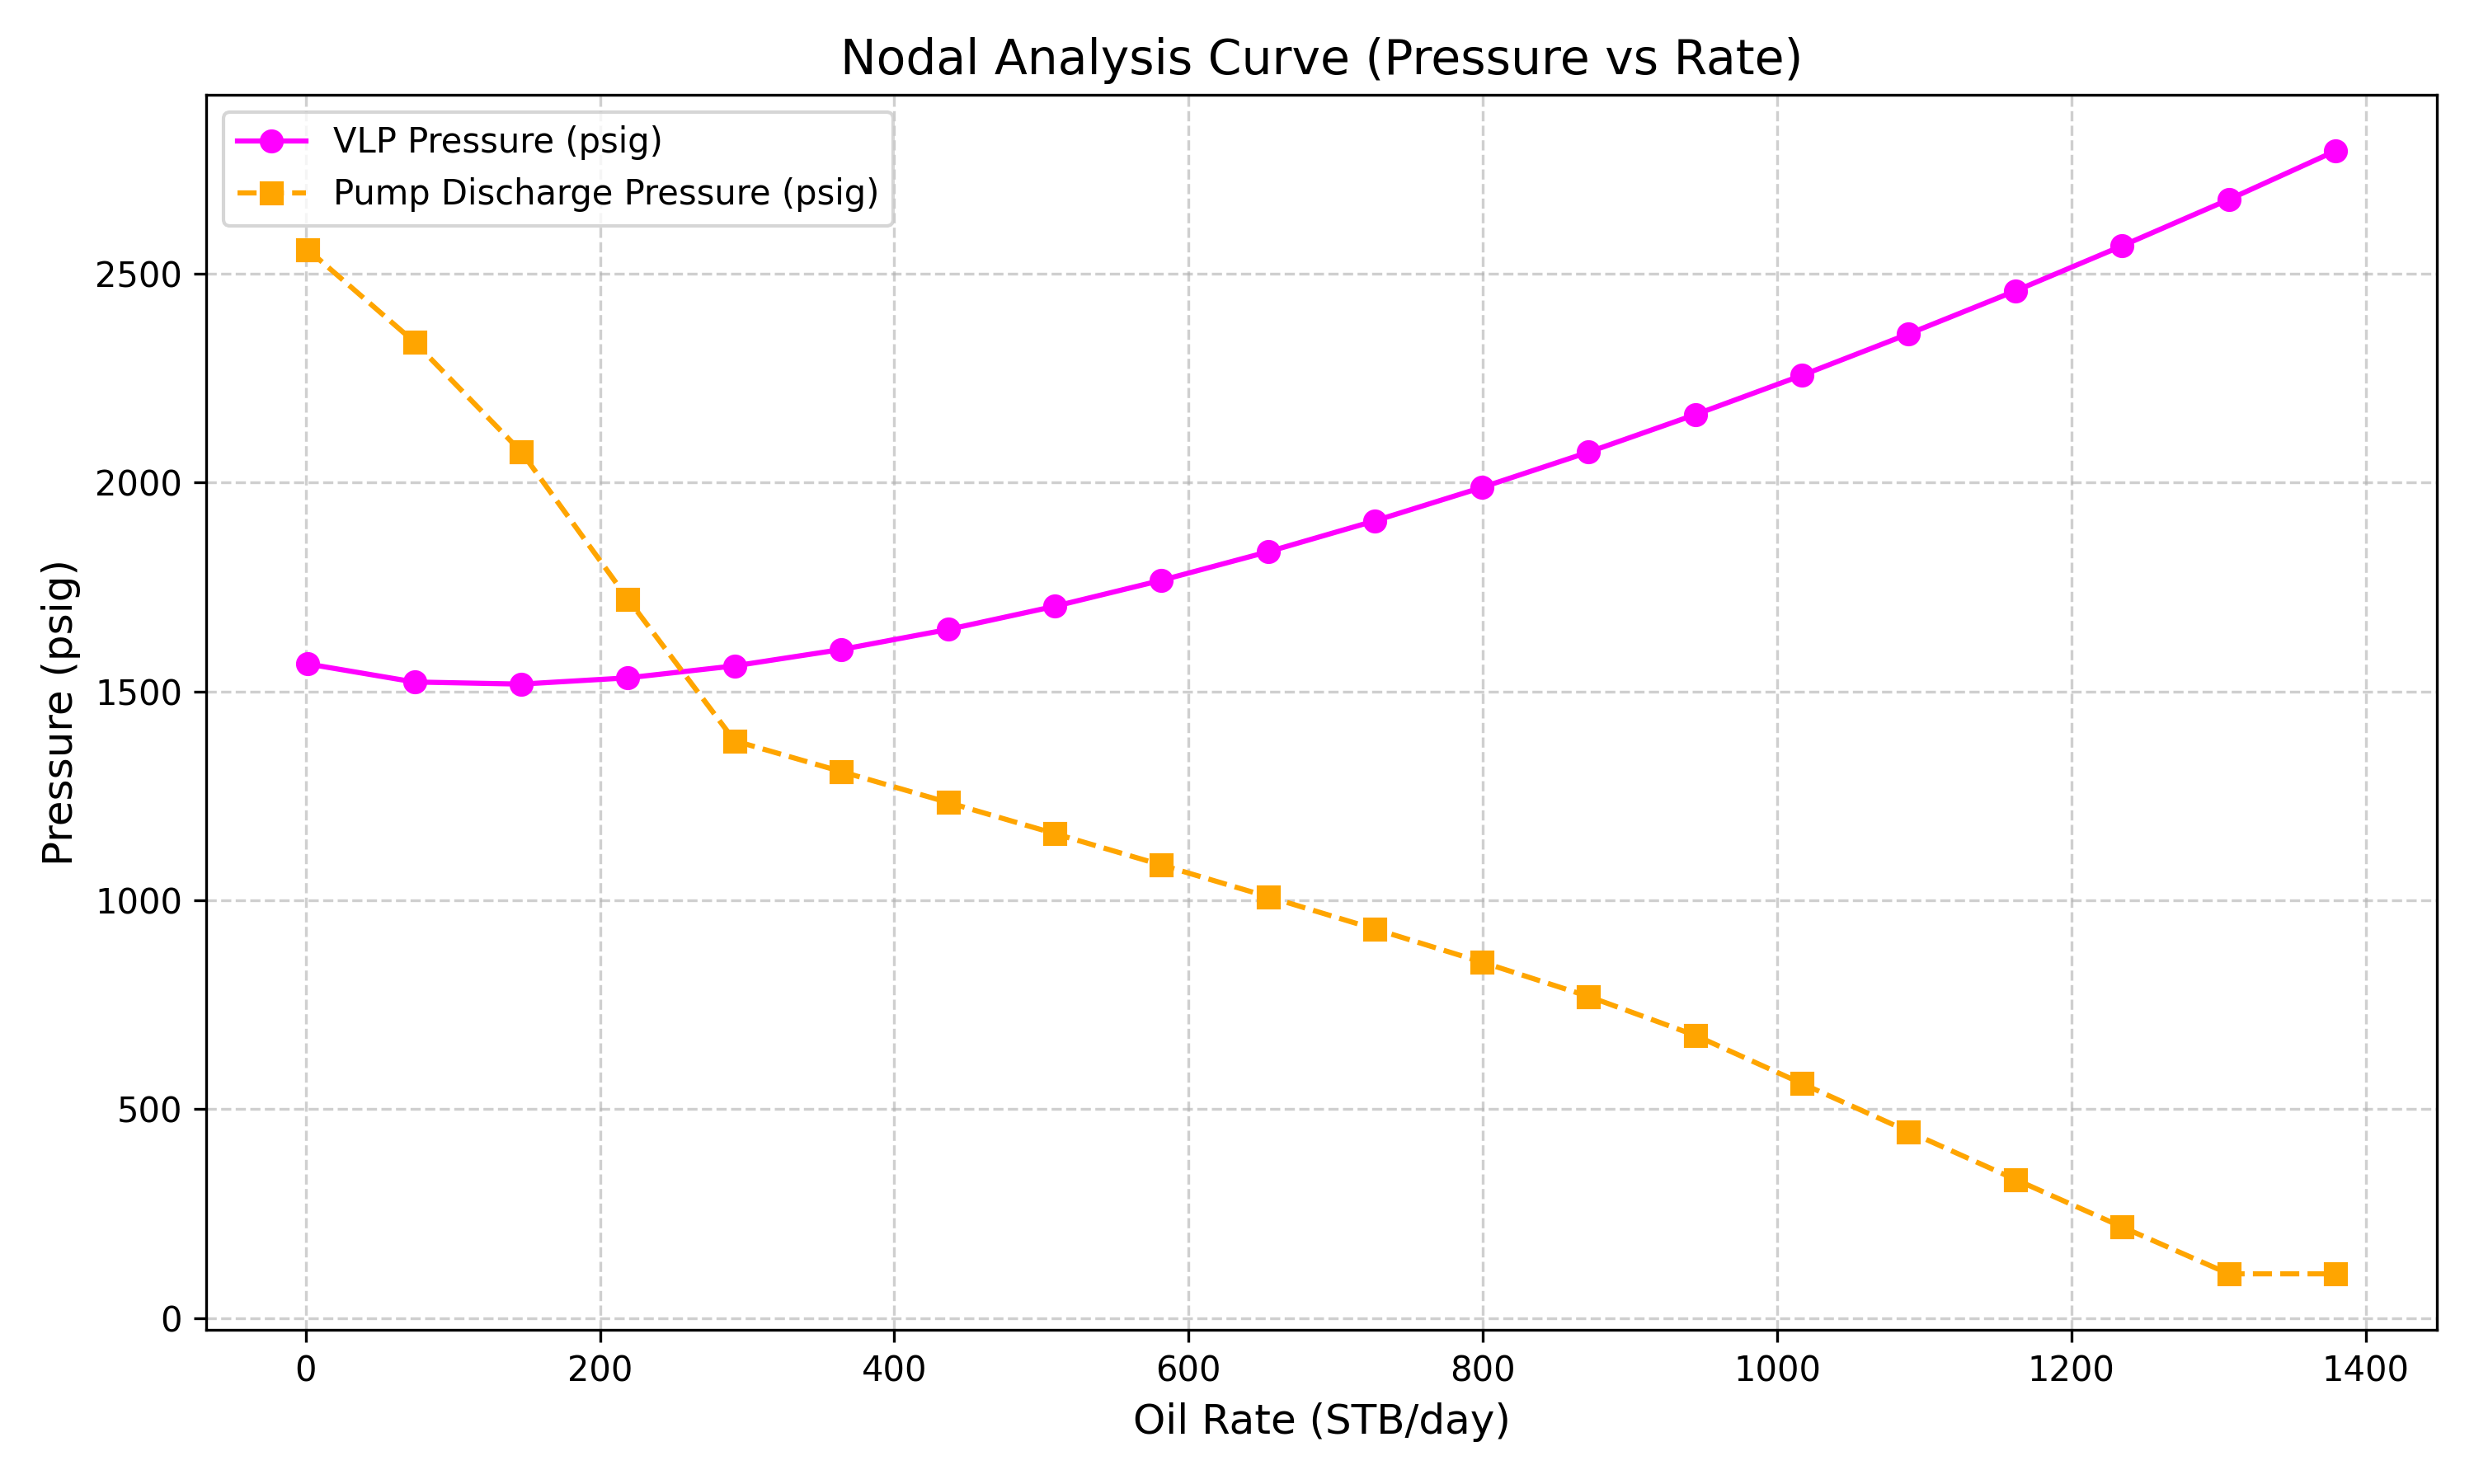 Nodal Analysis Curve (Pressure vs Rate)
VLP Pressure (psig)
Pump Discharge Pressure (psig)
Pressure (psig)
2500
2000
1500
1000
500
0
0 200 400 600 800 1000 1200 1400
Oil Rate (STB/day)